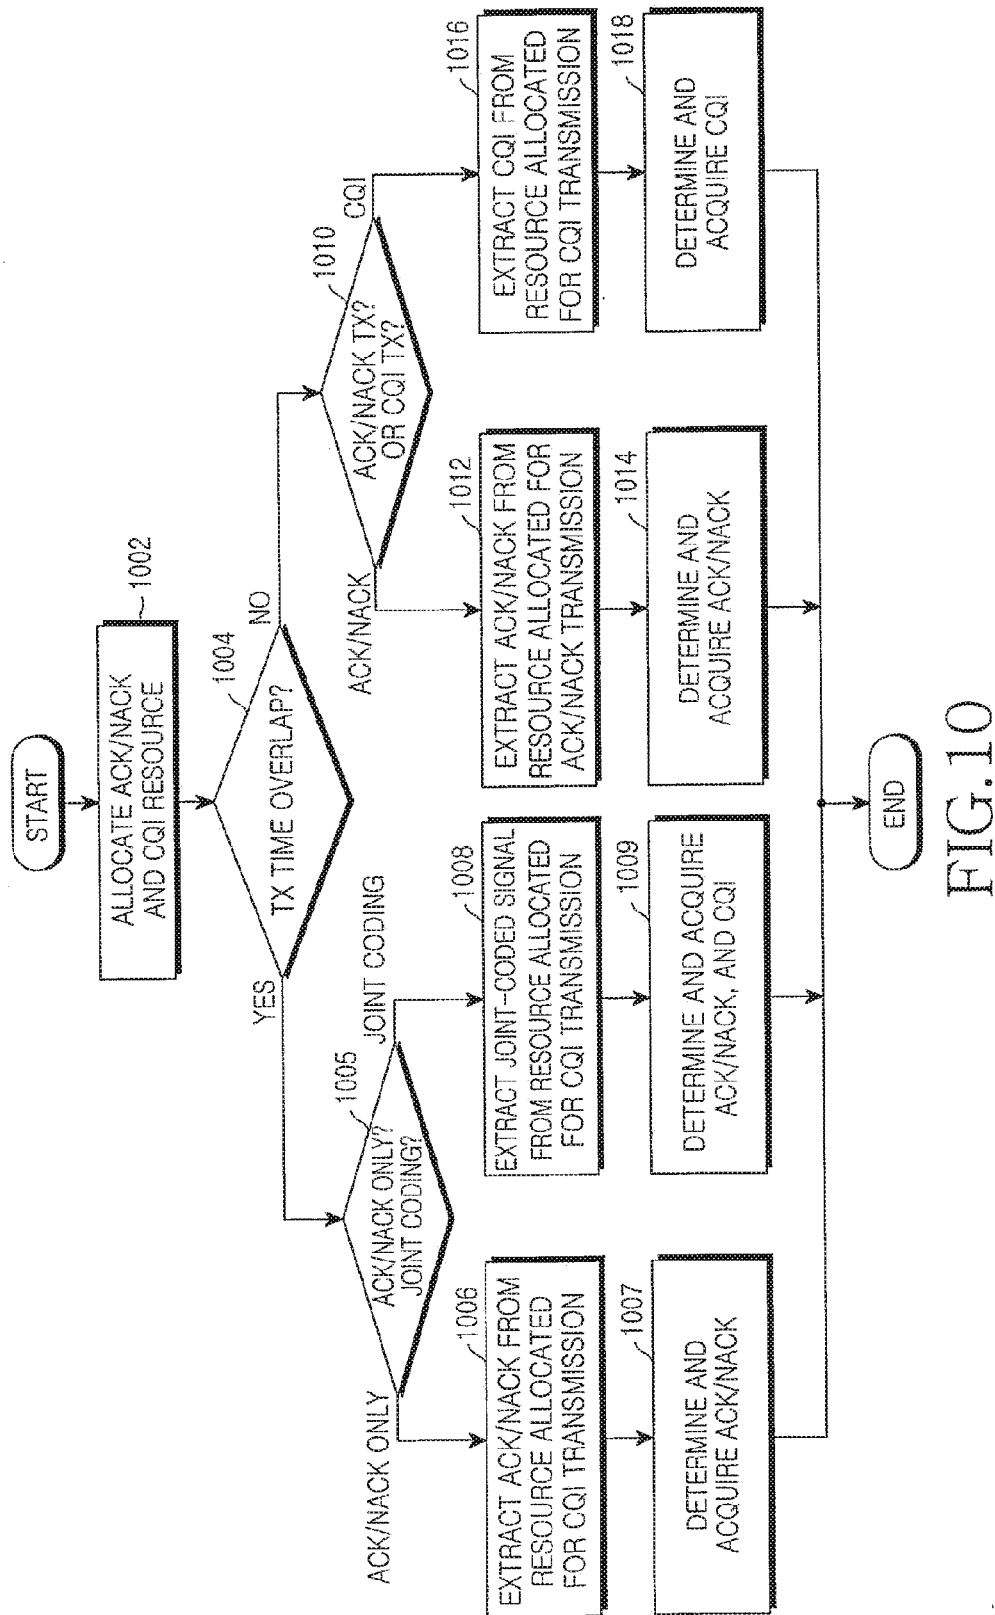 START
ALLOCATE ACK/NACK
AND CQI RESOURCE
1002
TX TIME OVERLAP?
1004
YES
NO
ACK/NACK ONLY?
JOINT CODING?
1005
ACK/NACK ONLY
JOINT CODING
ACK/NACK TX?
OR CQI TX?
1010
ACK/NACK
CQI
EXTRACT ACK/NACK FROM
RESOURCE ALLOCATED
FOR CQI TRANSMISSION
1006
EXTRACT JOINT-CODED SIGNAL
FROM RESOURCE ALLOCATED
FOR CQI TRANSMISSION
1008
EXTRACT ACK/NACK FROM
RESOURCE ALLOCATED FOR
ACK/NACK TRANSMISSION
1012
EXTRACT CQI FROM
RESOURCE ALLOCATED
FOR CQI TRANSMISSION
1016
DETERMINE AND
ACQUIRE ACK/NACK
1007
DETERMINE AND ACQUIRE
ACK/NACK, AND CQI
1009
DETERMINE AND
ACQUIRE ACK/NACK
1014
DETERMINE AND
ACQUIRE CQI
1018
END
FIG.10